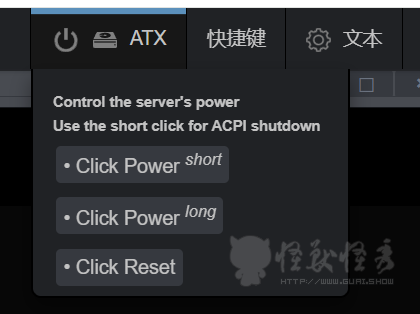 ATX 快捷键 文本
Control the server's power
Use the short click for ACPI shutdown
• Click Power short
• Click Power long
• Click Reset
怪兽怪秀
HTTP://WWW.GUAI.SHOW